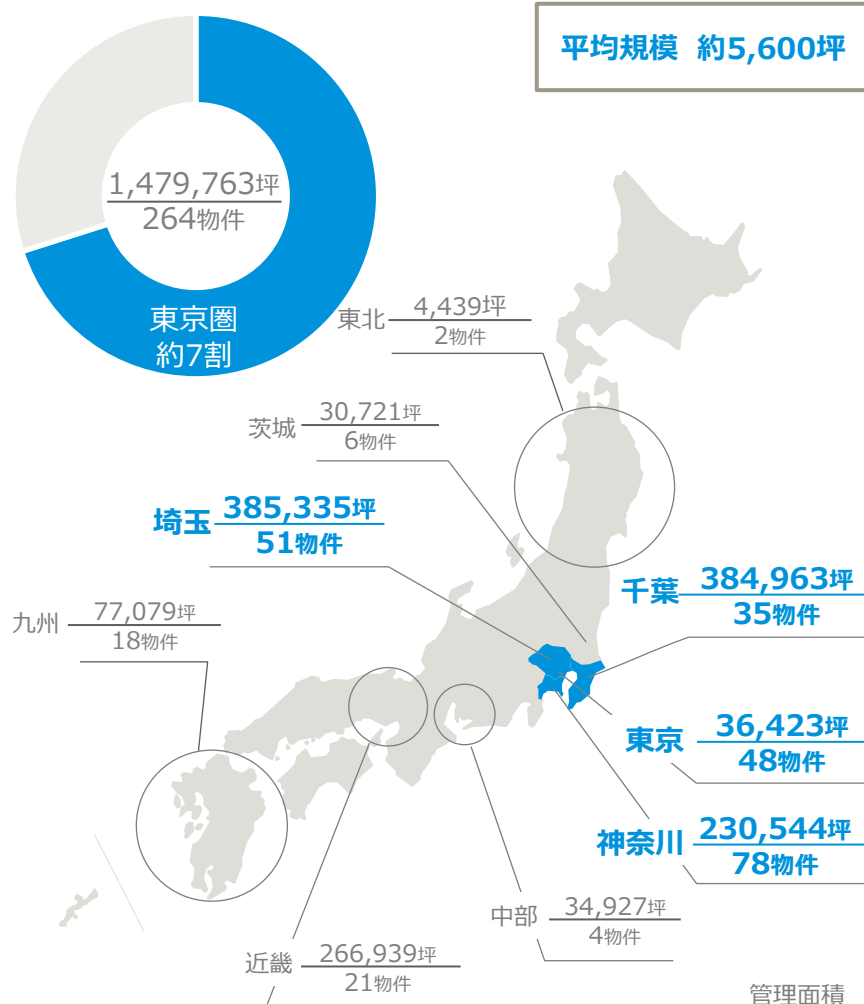 平均規模 約5,600坪
1,479,763坪
264物件
東京圏
約7割
東北 4,439坪
2物件
茨城 30,721坪
6物件
埼玉 385,335坪
51物件
千葉 384,963坪
35物件
九州 77,079坪
18物件
東京 36,423坪
48物件
神奈川 230,544坪
78物件
中部 34,927坪
4物件
近畿 266,939坪
21物件
管理面積